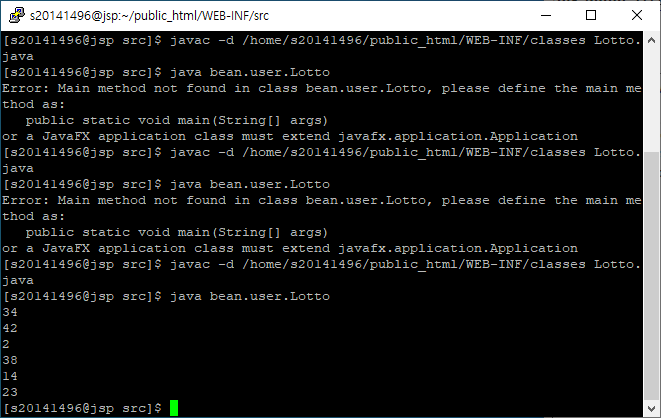 s20141496@jsp:~/public_html/WEB-INF/src
[s20141496@jsp src]$ javac -d /home/s20141496/public_html/WEB-INF/classes Lotto.
java
[s20141496@jsp src]$ java bean.user.Lotto
Error: Main method not found in class bean.user.Lotto, please define the main me
thod as:
   public static void main(String[] args)
or a JavaFX application class must extend javafx.application.Application
[s20141496@jsp src]$ javac -d /home/s20141496/public_html/WEB-INF/classes Lotto.
java
[s20141496@jsp src]$ java bean.user.Lotto
Error: Main method not found in class bean.user.Lotto, please define the main me
thod as:
   public static void main(String[] args)
or a JavaFX application class must extend javafx.application.Application
[s20141496@jsp src]$ javac -d /home/s20141496/public_html/WEB-INF/classes Lotto.
java
[s20141496@jsp src]$ java bean.user.Lotto
34
42
2
38
14
23
[s20141496@jsp src]$